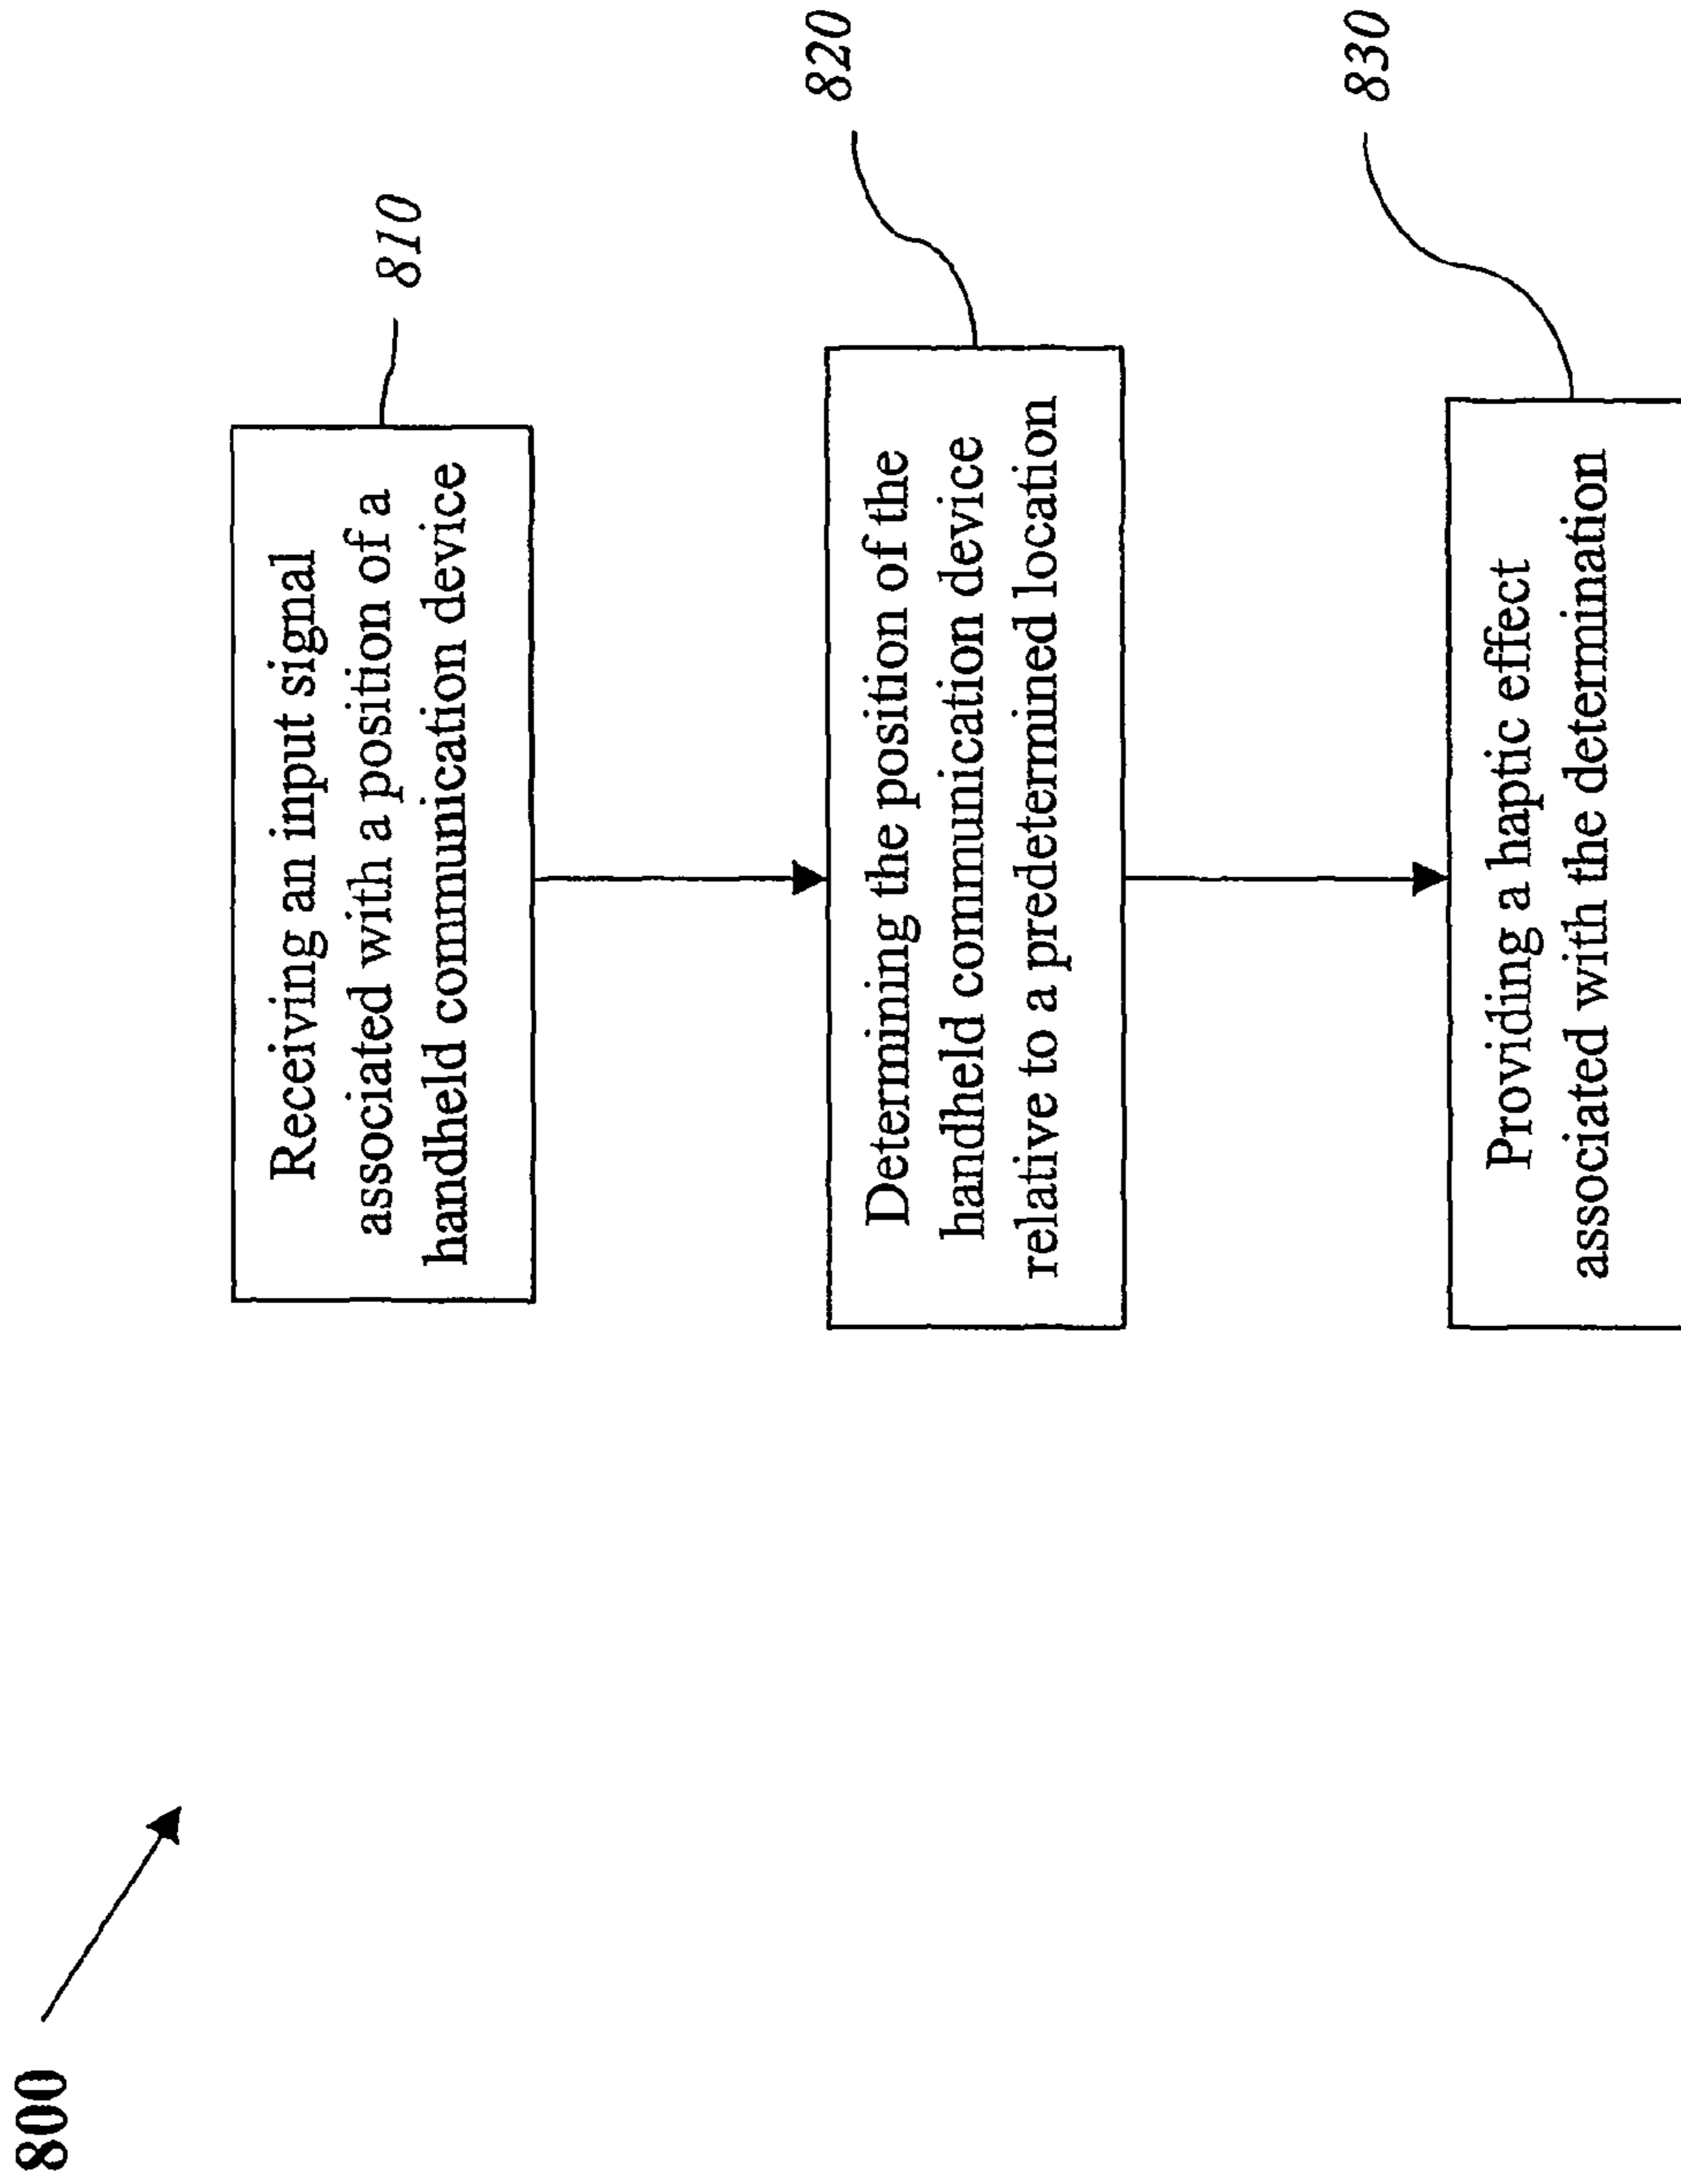 800
Receiving an input signal
associated with a position of a
handheld communication device
810
Determining the position of the
handheld communication device
relative to a predetermined location
820
Providing a haptic effect
associated with the determination
830